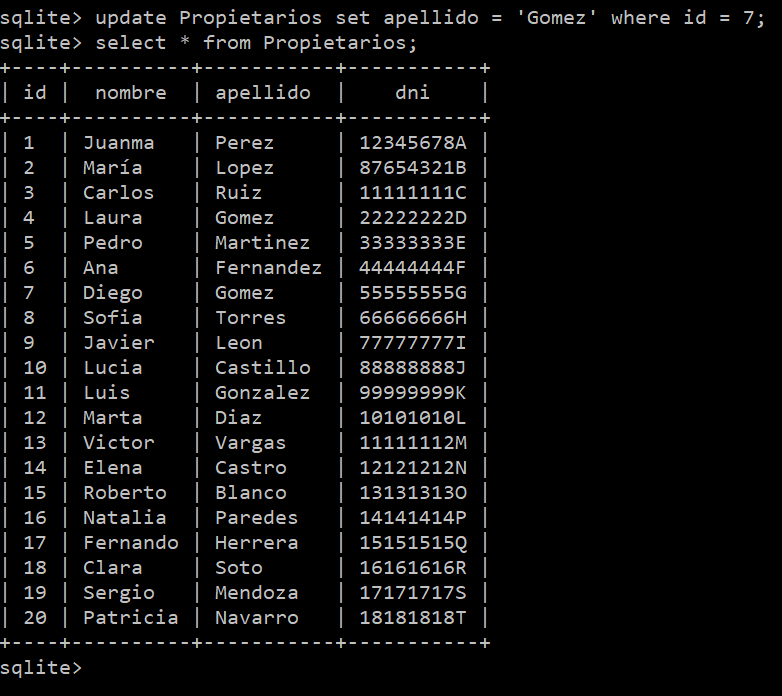 sqlite> update Propietarios set apellido = 'Gomez' where id = 7;
sqlite> select * from Propietarios;
+----+-----------+-----------+-----------+
| id |  nombre   | apellido  |    dni    |
+----+-----------+-----------+-----------+
| 1  | Juanma    | Perez     | 12345678A |
| 2  | María     | Lopez     | 87654321B |
| 3  | Carlos    | Ruiz      | 11111111C |
| 4  | Laura     | Gomez     | 22222222D |
| 5  | Pedro     | Martinez  | 33333333E |
| 6  | Ana       | Fernandez | 44444444F |
| 7  | Diego     | Gomez     | 55555555G |
| 8  | Sofia     | Torres    | 66666666H |
| 9  | Javier    | Leon      | 77777777I |
| 10 | Lucia     | Castillo  | 88888888J |
| 11 | Luis      | Gonzalez  | 99999999K |
| 12 | Marta     | Diaz      | 10101010L |
| 13 | Victor    | Vargas    | 11111112M |
| 14 | Elena     | Castro    | 12121212N |
| 15 | Roberto   | Blanco    | 13131313O |
| 16 | Natalia   | Paredes   | 14141414P |
| 17 | Fernando  | Herrera   | 15151515Q |
| 18 | Clara     | Soto      | 16161616R |
| 19 | Sergio    | Mendoza   | 17171717S |
| 20 | Patricia  | Navarro   | 18181818T |
+----+-----------+-----------+-----------+
sqlite>